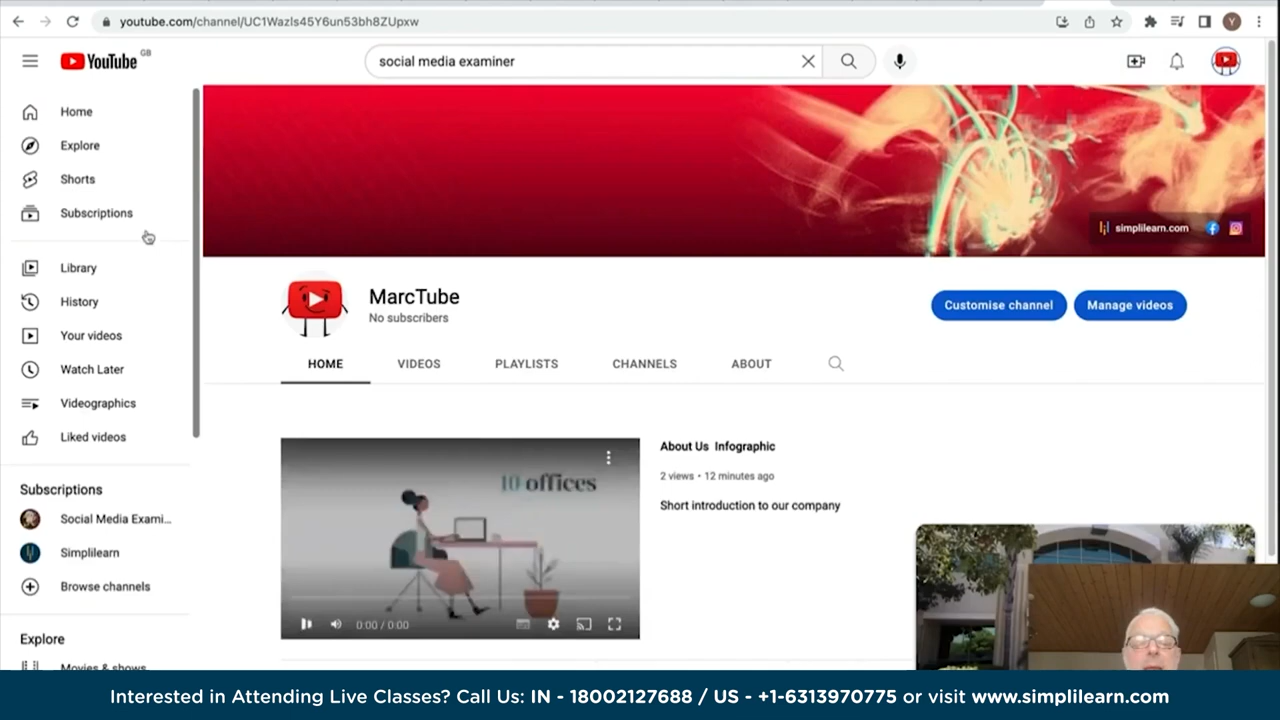 youtube.com/channel/UC1Wazls45Y6un53bh8ZUpxw
Y
YouTube GB
social media examiner
Home
Explore
Shorts
Subscriptions
Library
History
Your videos
Watch Later
Videographics
Liked videos
Subscriptions
Social Media Exami...
Simplilearn
Browse channels
Explore
Movies & shows
simplilearn.com
MarcTube
No subscribers
Customise channel
Manage videos
HOME VIDEOS PLAYLISTS CHANNELS ABOUT
10 offices
0:00 / 0:00
About Us Infographic
2 views • 12 minutes ago
Short introduction to our company
Interested in Attending Live Classes? Call Us: IN - 18002127688 / US - +1-6313970775 or visit www.simplilearn.com